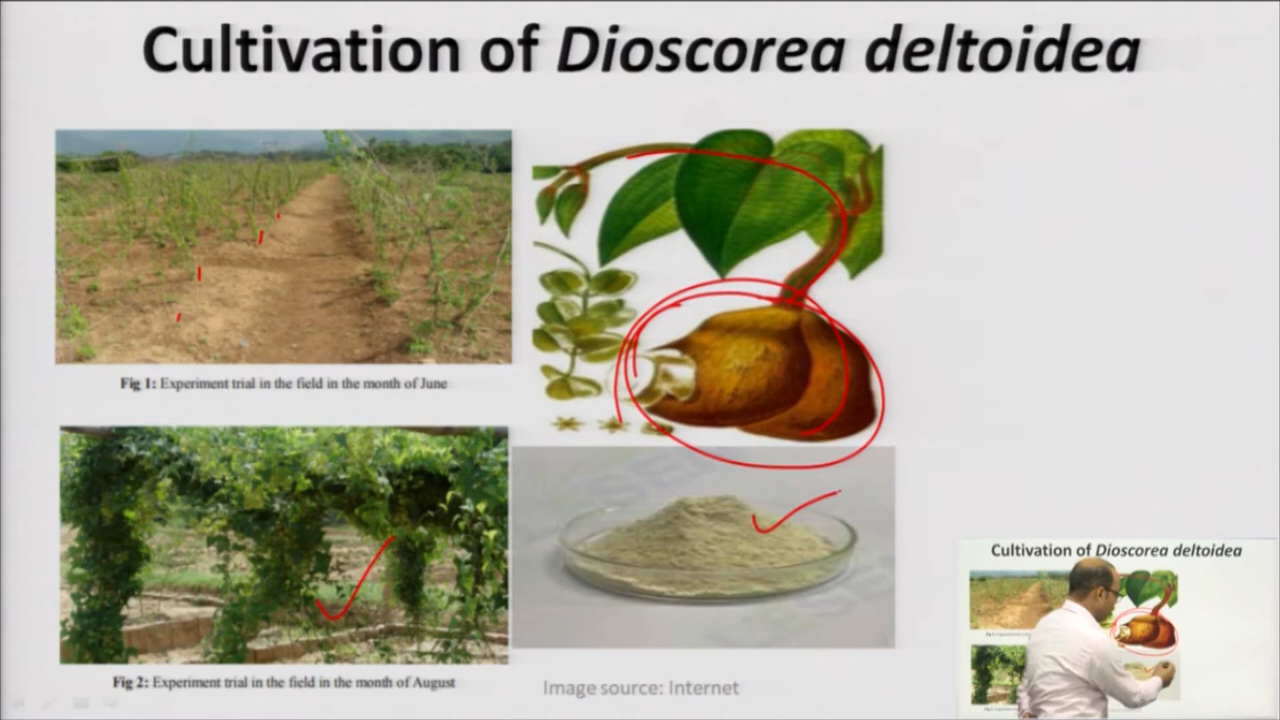 Cultivation of Dioscorea deltoidea
Fig 1: Experiment trial in the field in the month of June
Fig 2: Experiment trial in the field in the month of August
Image source: Internet
Cultivation of Dioscorea deltoidea